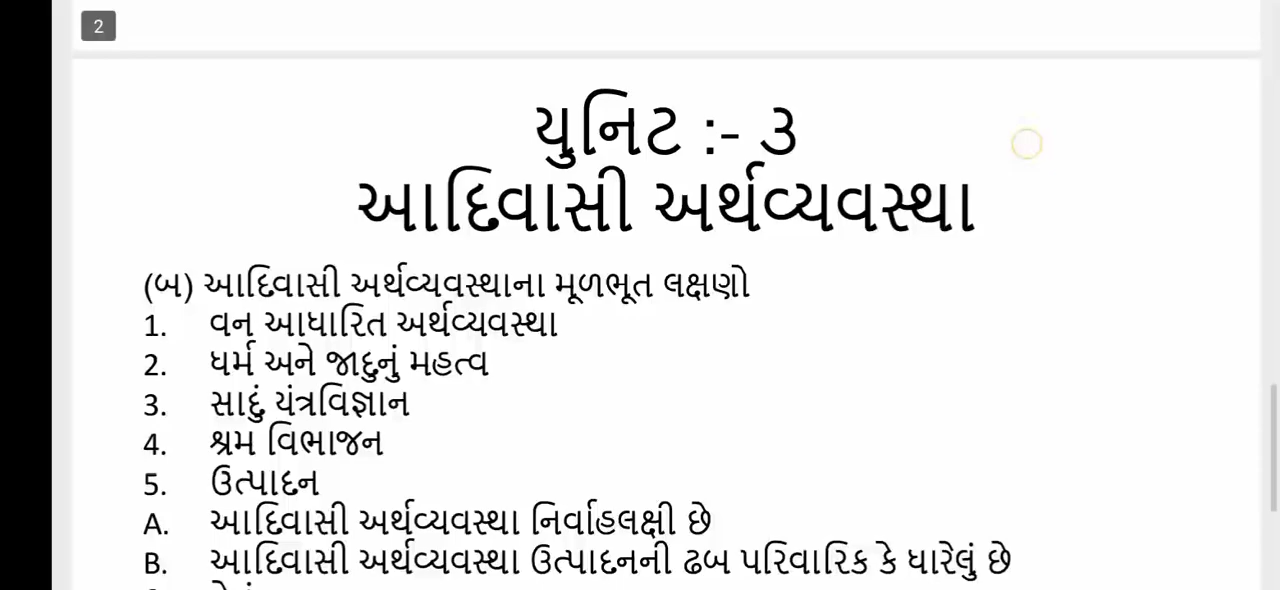 2
યુનિટ :- ૩
આદિવાસી અર્થવ્યવસ્થા
(બ) આદિવાસી અર્થવ્યવસ્થાના મૂળભૂત લક્ષણો
1. વન આધારિત અર્થવ્યવસ્થા
2. ધર્મ અને જાદુનું મહત્વ
3. સાદું યંત્રવિજ્ઞાન
4. શ્રમ વિભાજન
5. ઉત્પાદન
A. આદિવાસી અર્થવ્યવસ્થા નિર્વાહલક્ષી છે
B. આદિવાસી અર્થવ્યવસ્થા ઉત્પાદનની ઢબ પરિવારિક કે ધારેલું છે